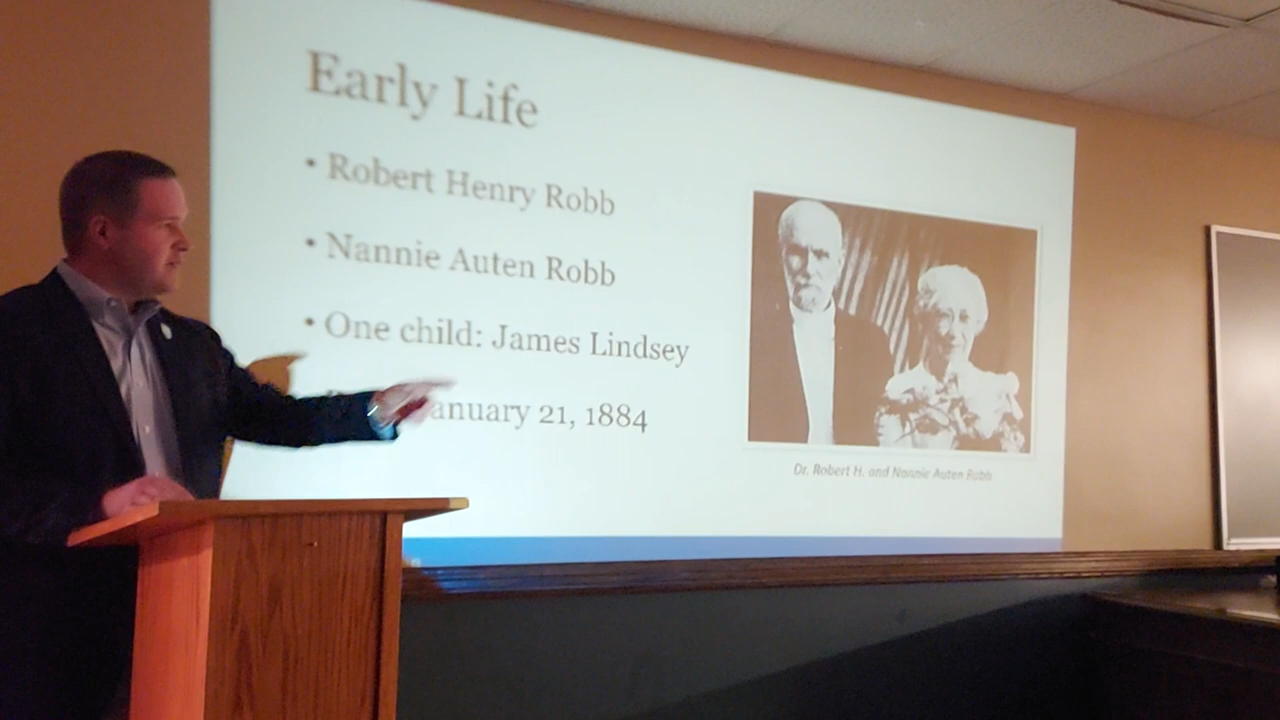 Early Life
• Robert Henry Robb
• Nannie Auten Robb
• One child: James Lindsey
anuary 21, 1884
Dr. Robert H. and Nannie Auten Robb